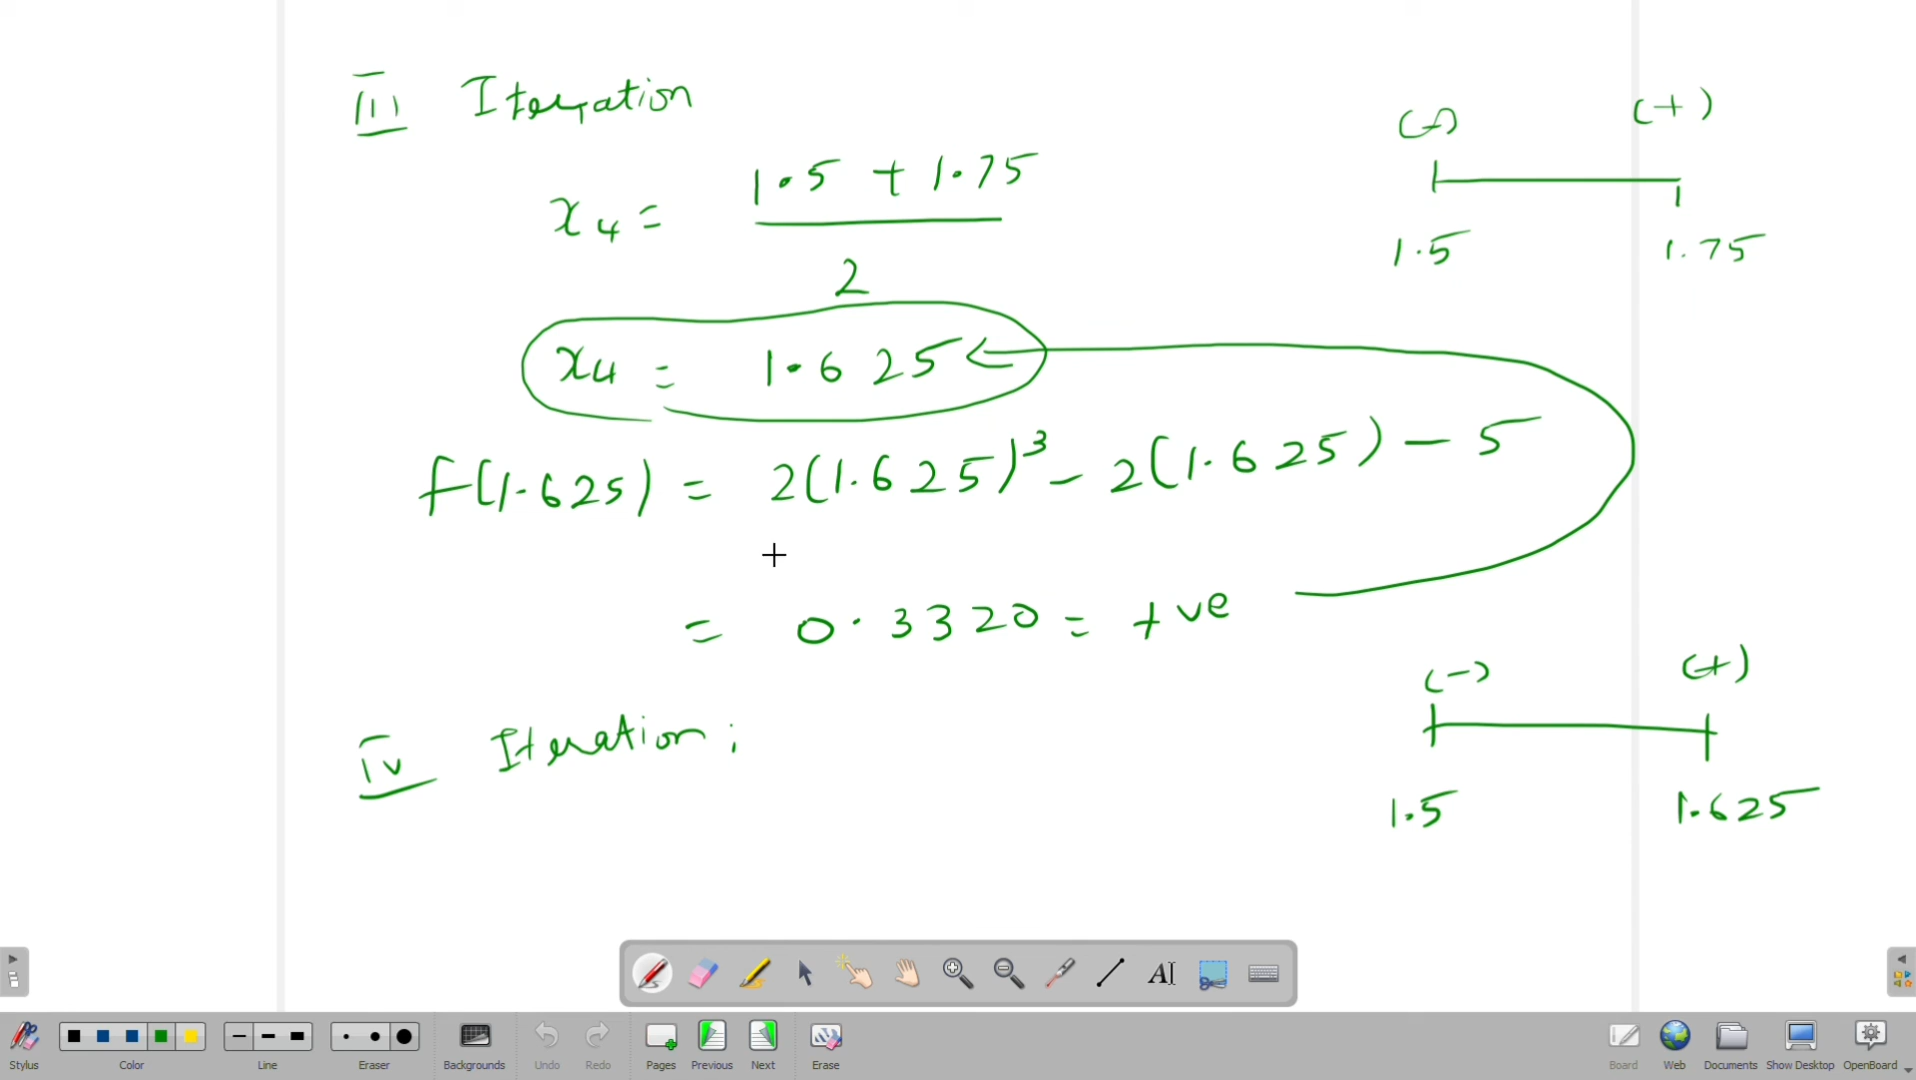 III Iteration
(-) (+)
x4 = 1.5 + 1.75
2
1.5 1.75
x4 = 1.625
f(1.625) = 2(1.625)³ - 2(1.625) - 5
= 0.3320 = +ve
(-) (+)
IV Iteration :
1.5 1.625
Stylus Color Line Eraser Backgrounds Undo Redo Pages Previous Next Erase Board Web Documents Show Desktop OpenBoard